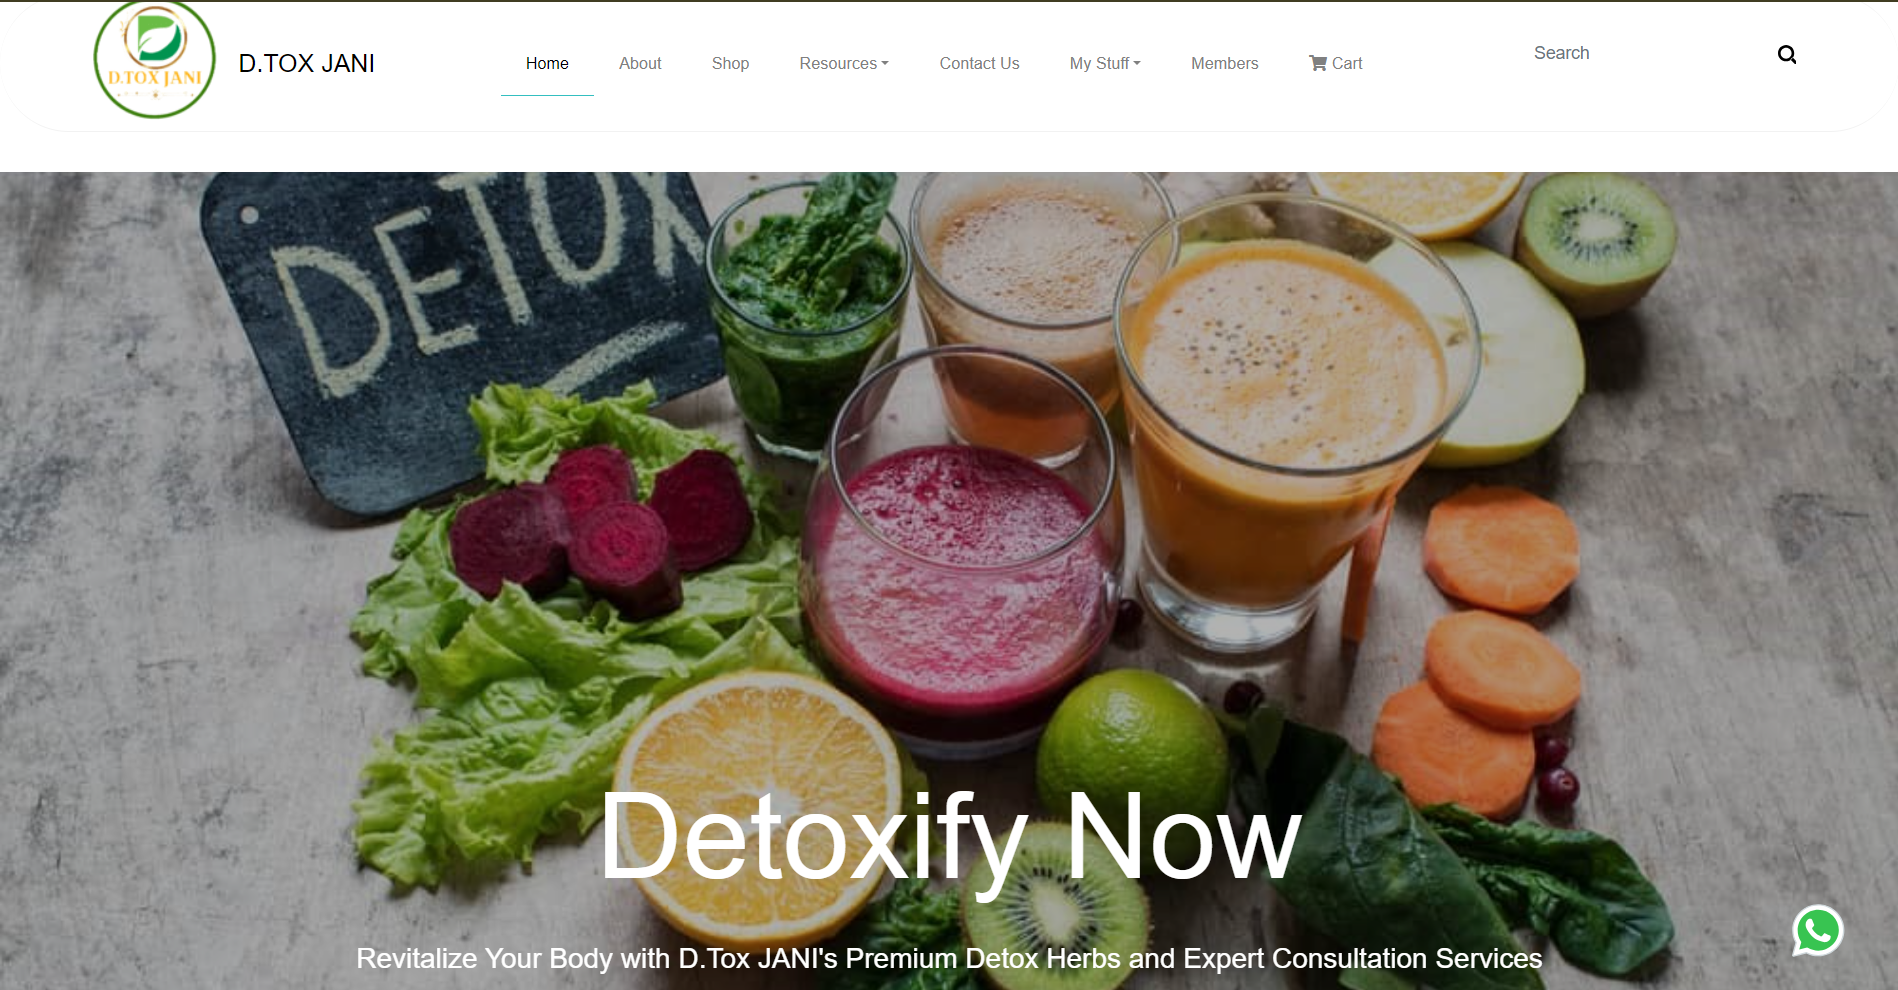 D.TOX JANI
D.TOX JANI
Home
About
Shop
Resources
Contact Us
My Stuff
Members
Cart
Search
DETOX
Detoxify Now
Revitalize Your Body with D.Tox JANI's Premium Detox Herbs and Expert Consultation Services